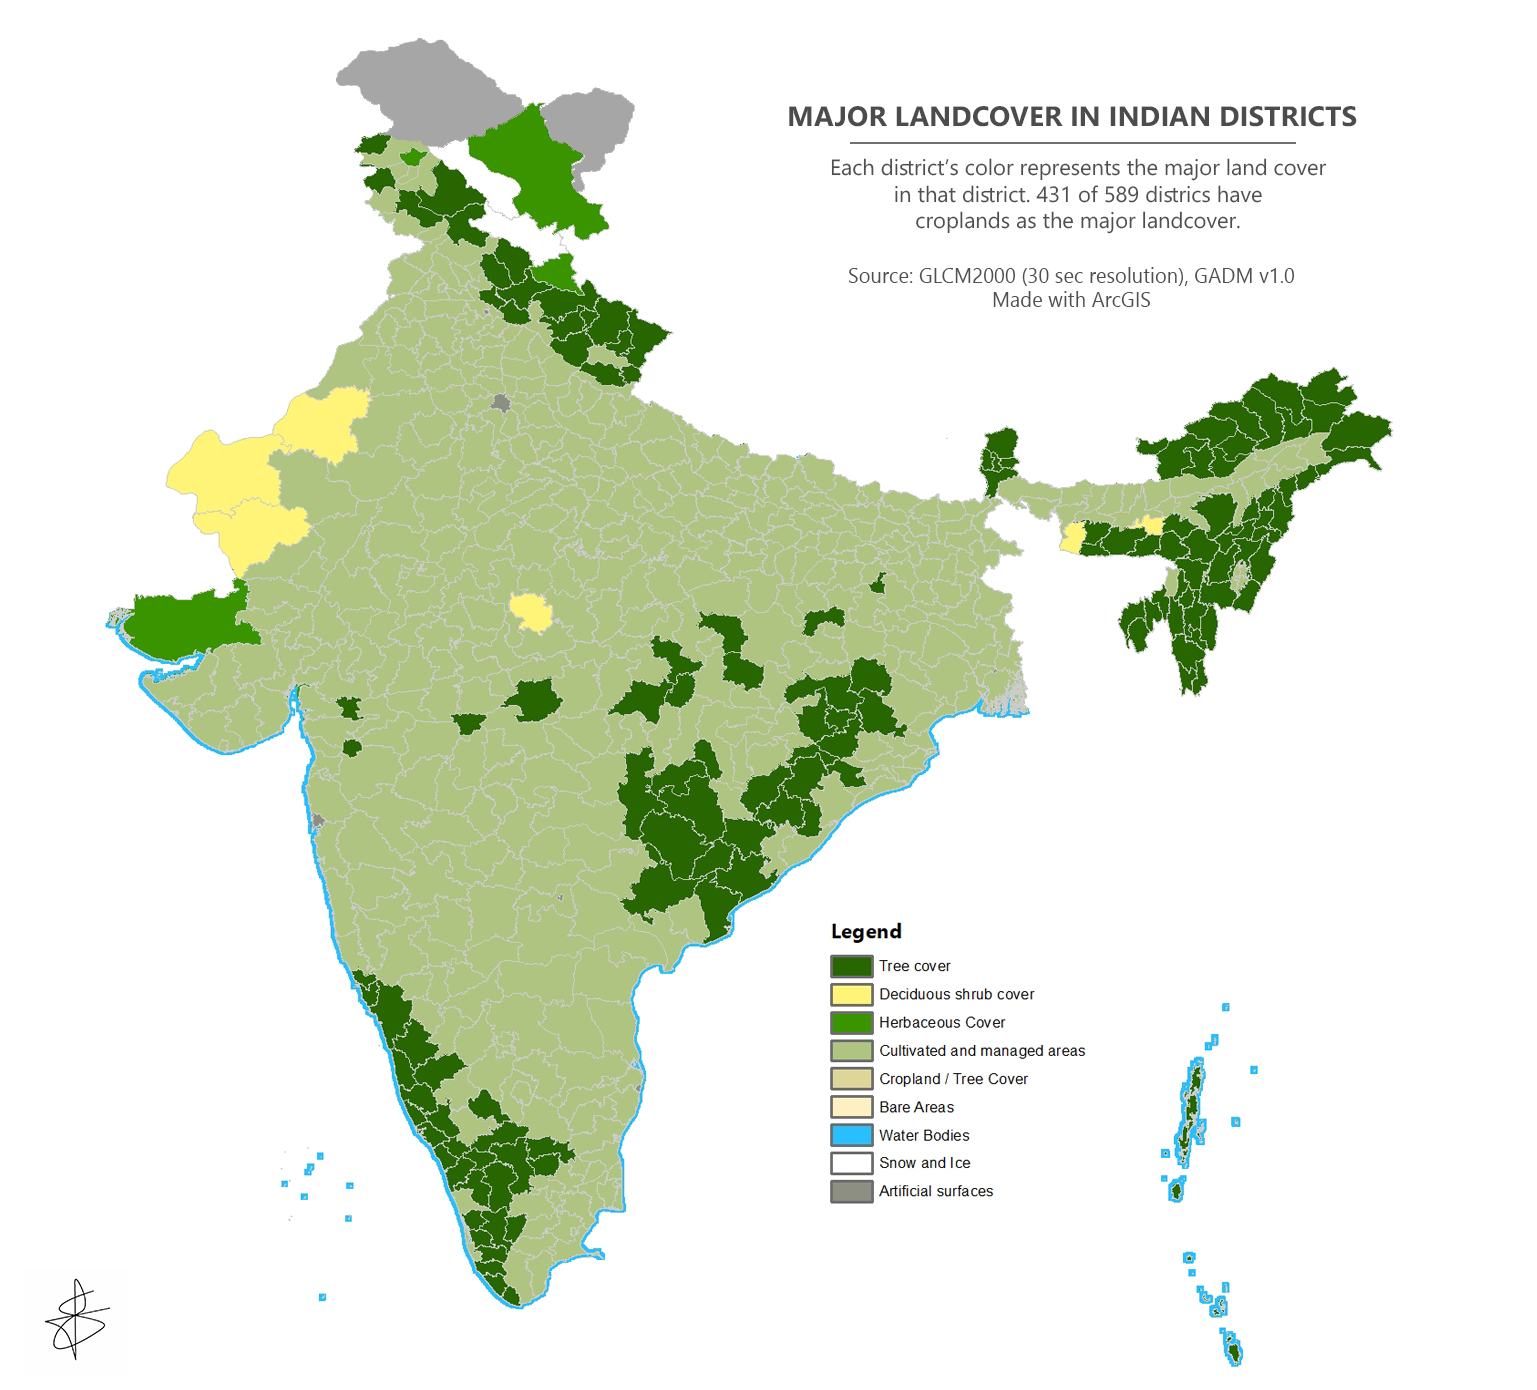 MAJOR LANDCOVER IN INDIAN DISTRICTS
Each district's color represents the major land cover
in that district. 431 of 589 districs have
croplands as the major landcover.
Source: GLCM2000 (30 sec resolution), GADM v1.0
Made with ArcGIS
Legend
Tree cover
Deciduous shrub cover
Herbaceous Cover
Cultivated and managed areas
Cropland / Tree Cover
Bare Areas
Water Bodies
Snow and Ice
Artificial surfaces